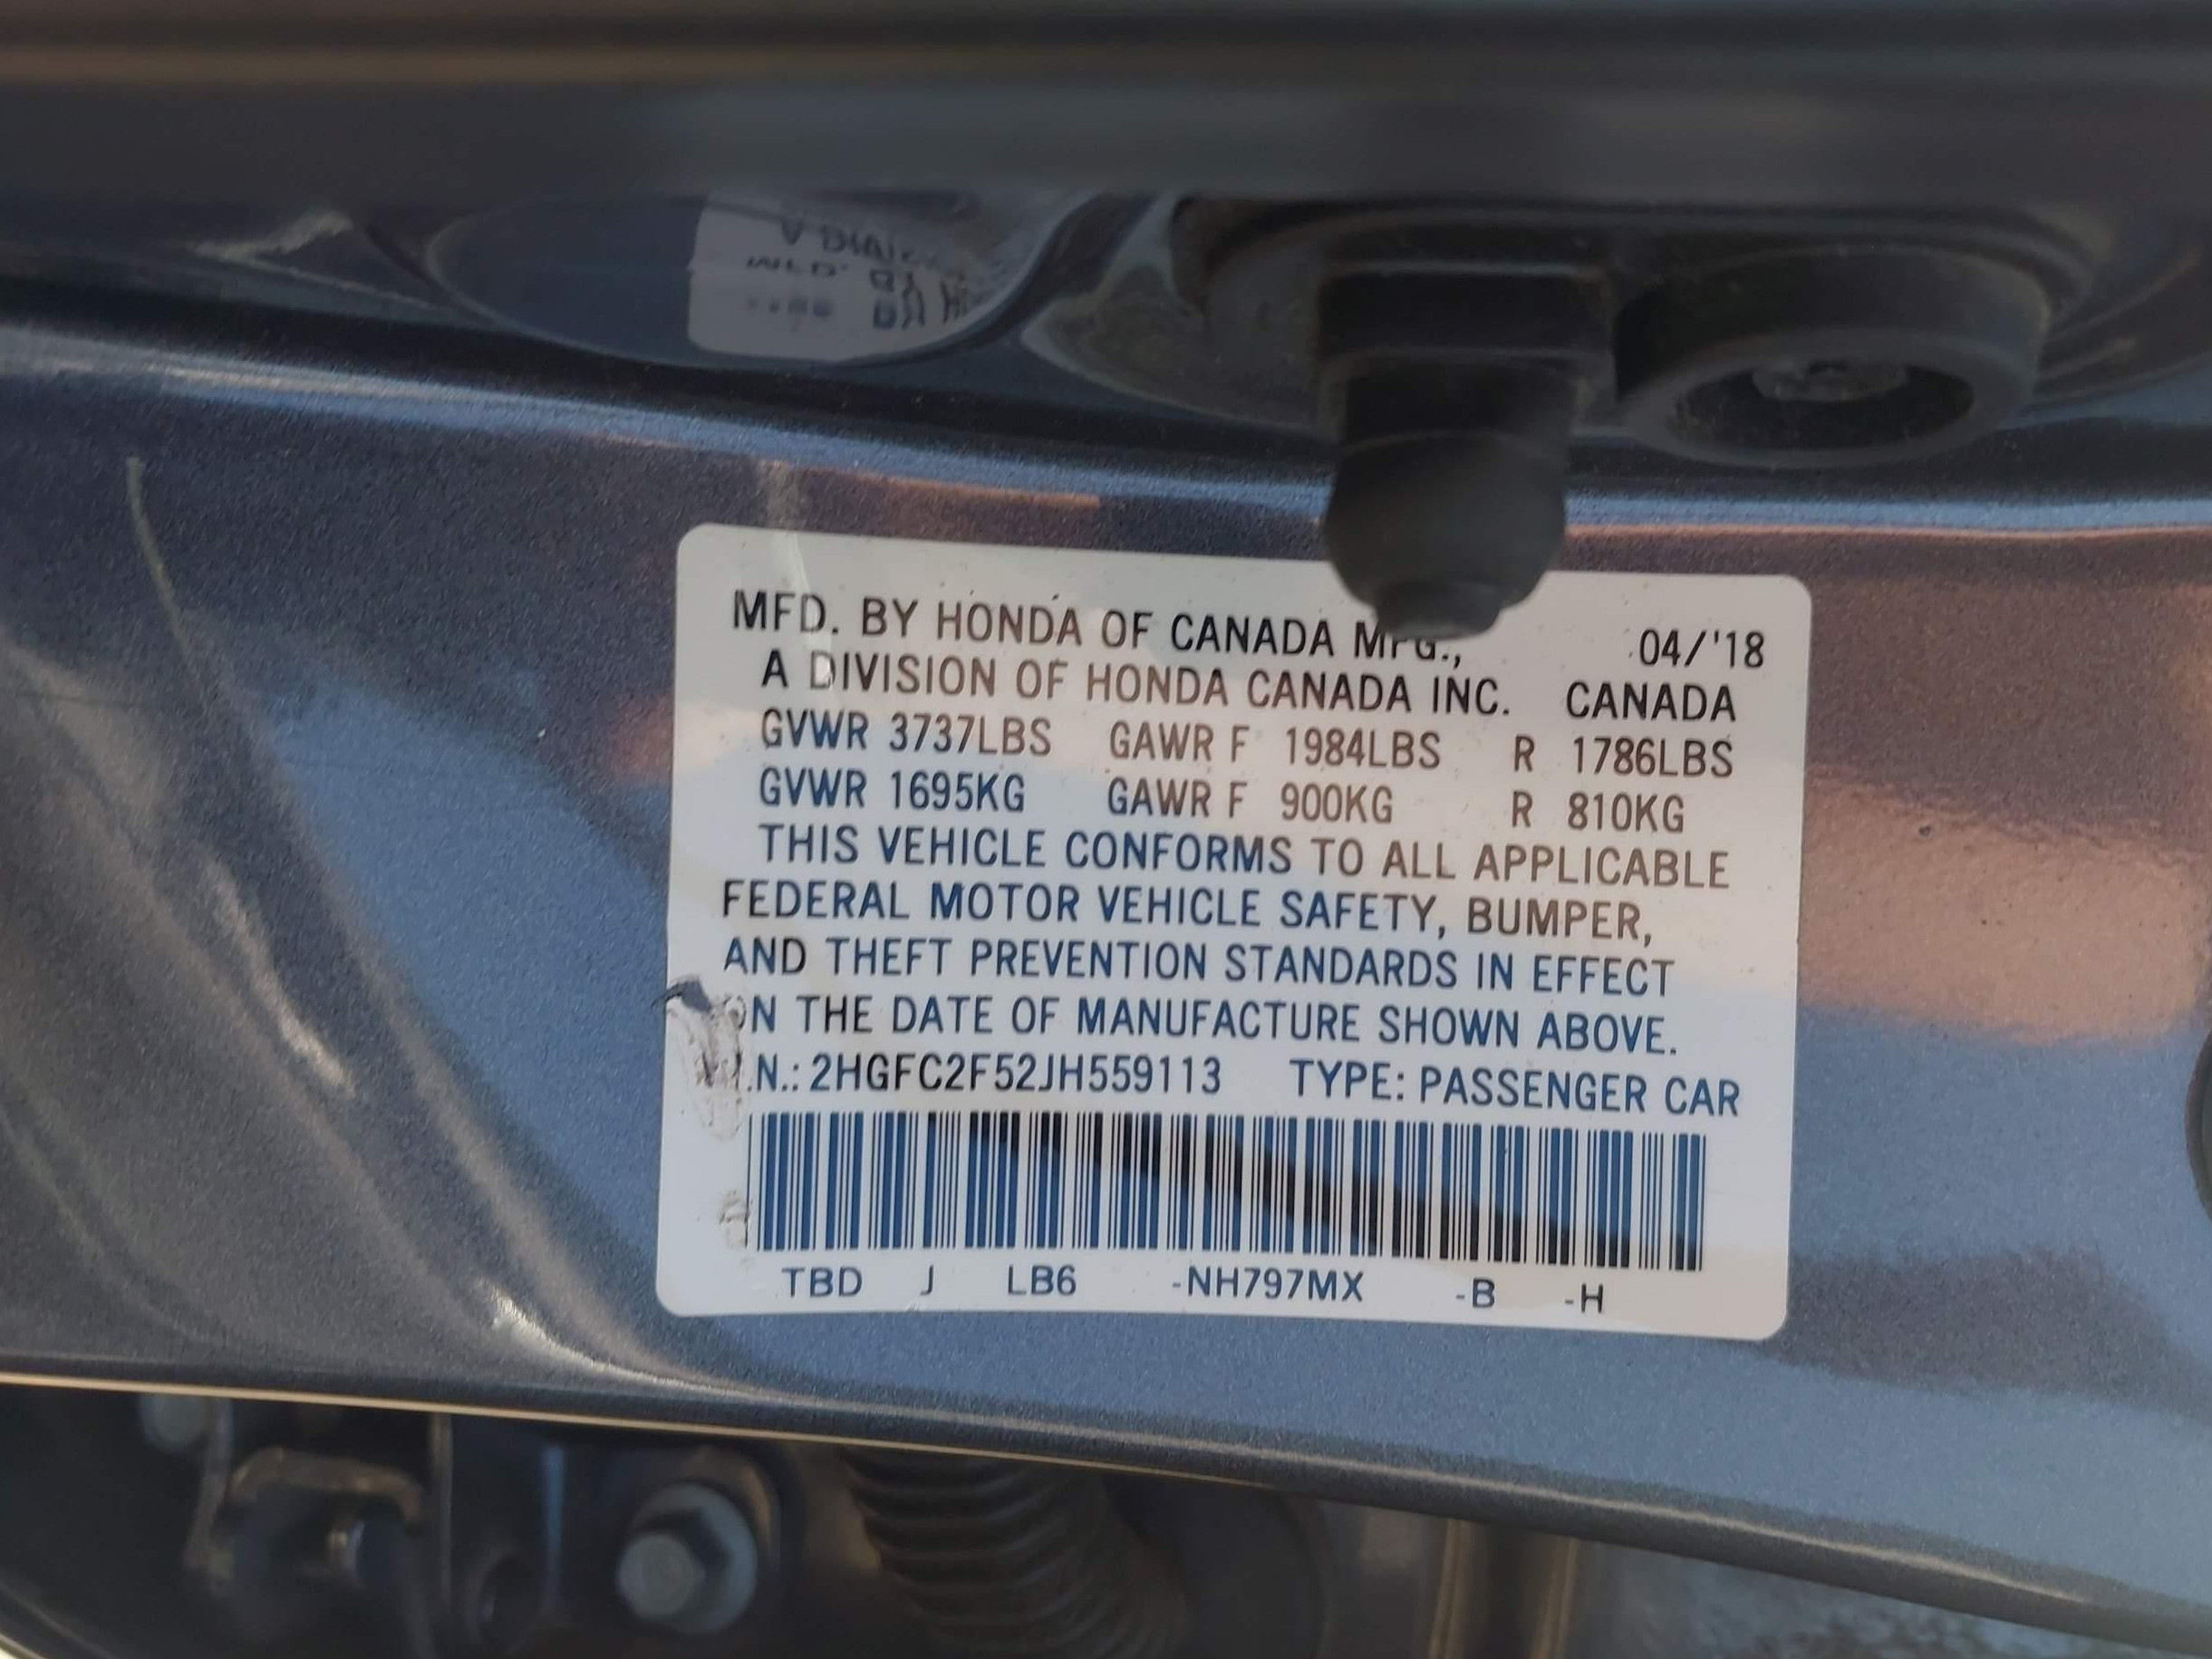 MFD. BY HONDA OF CANADA MFG., 04/'18
A DIVISION OF HONDA CANADA INC. CANADA
GVWR 3737LBS GAWR F 1984LBS R 1786LBS
GVWR 1695KG GAWR F 900KG R 810KG
THIS VEHICLE CONFORMS TO ALL APPLICABLE
FEDERAL MOTOR VEHICLE SAFETY, BUMPER,
AND THEFT PREVENTION STANDARDS IN EFFECT
ON THE DATE OF MANUFACTURE SHOWN ABOVE.
V.I.N.: 2HGFC2F52JH559113 TYPE: PASSENGER CAR
TBD J LB6 -NH797MX -B -H